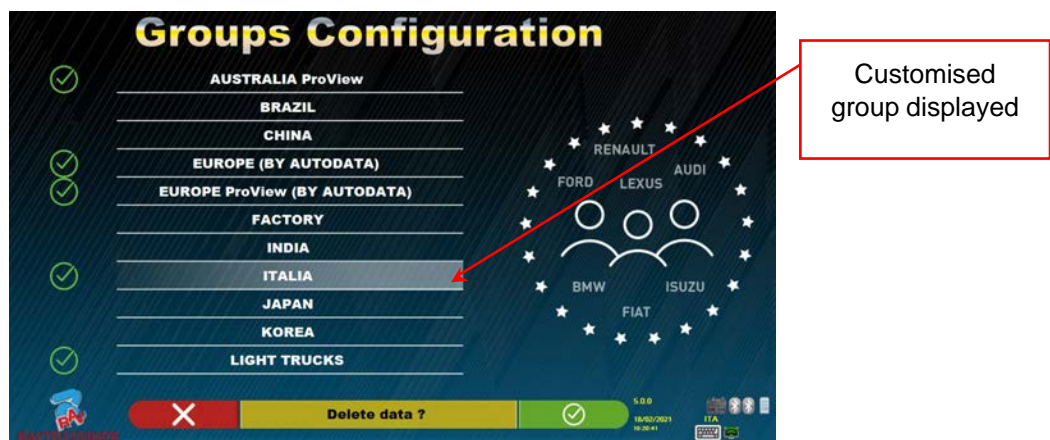 Groups Configuration
AUSTRALIA ProView
BRAZIL
CHINA
EUROPE (BY AUTODATA)
EUROPE ProView (BY AUTODATA)
FACTORY
INDIA
ITALIA
JAPAN
KOREA
LIGHT TRUCKS
RENAULT
AUDI
FORD
LEXUS
BMW
ISUZU
FIAT
Customised
group displayed
Delete data ?
5.0.0
18/02/2021
ITA
RAV